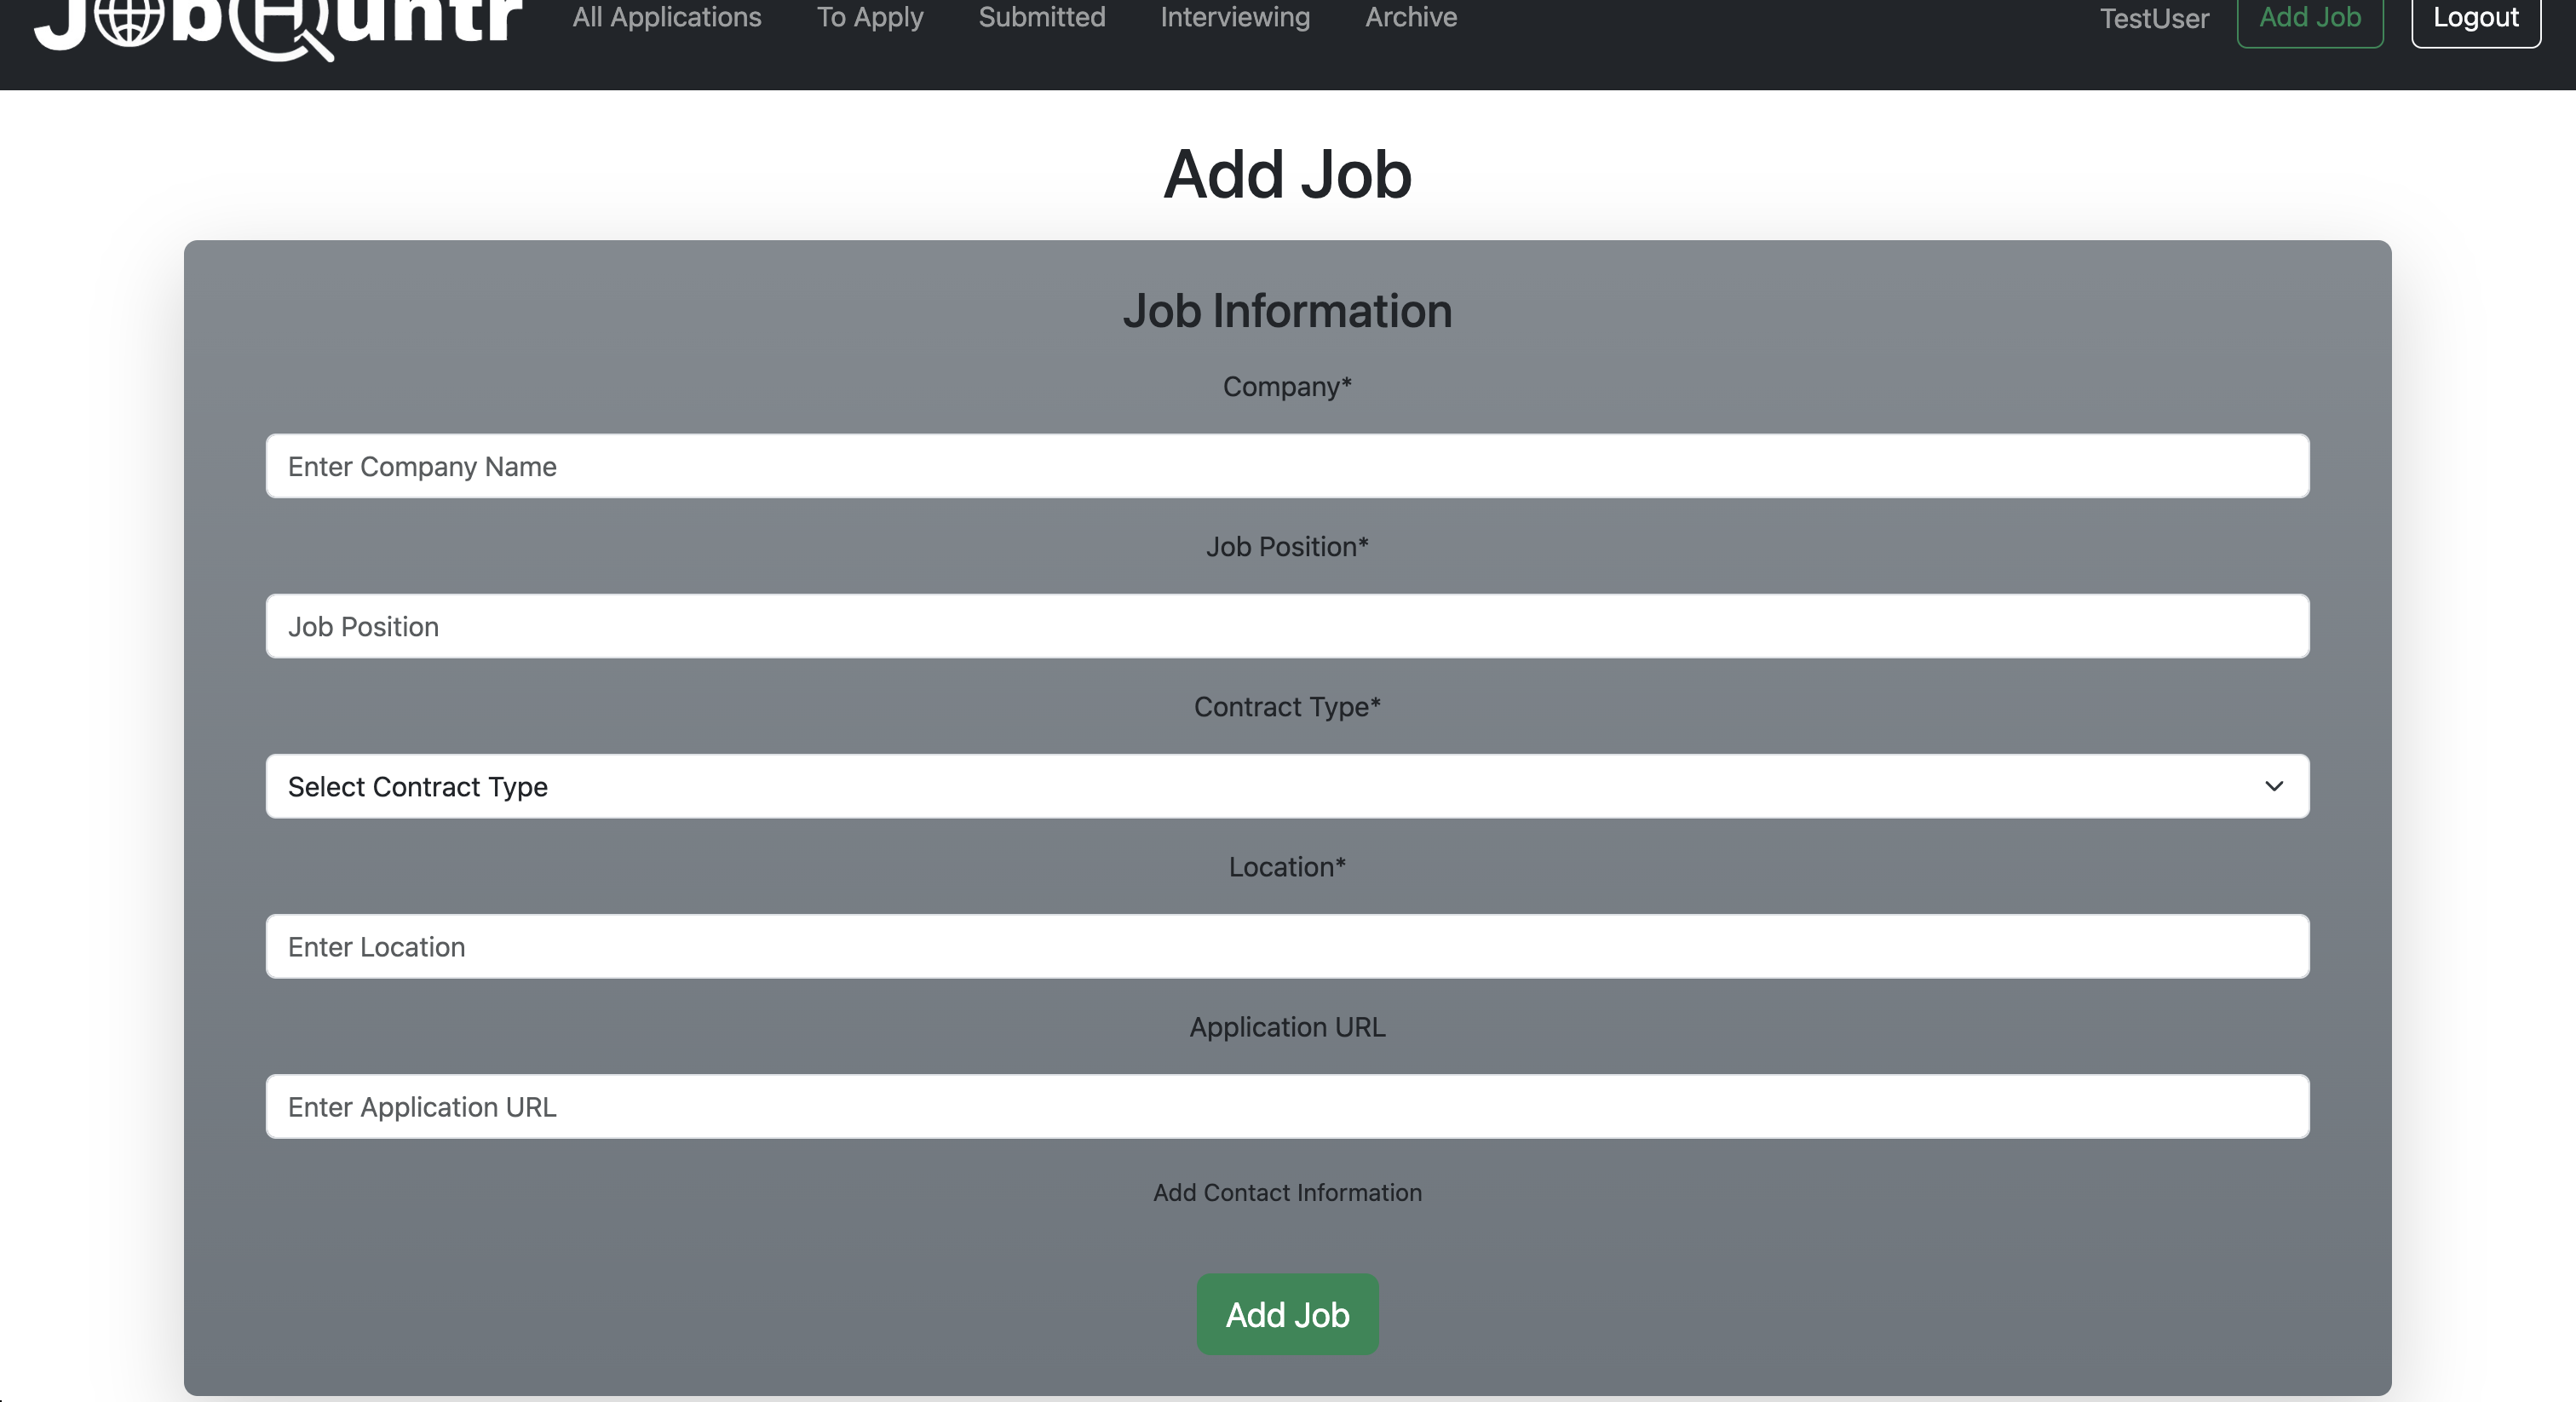 JobHuntr
All Applications
To Apply
Submitted
Interviewing
Archive
TestUser
Add Job
Logout
Add Job
Job Information
Company*
Enter Company Name
Job Position*
Job Position
Contract Type*
Select Contract Type
Location*
Enter Location
Application URL
Enter Application URL
Add Contact Information
Add Job